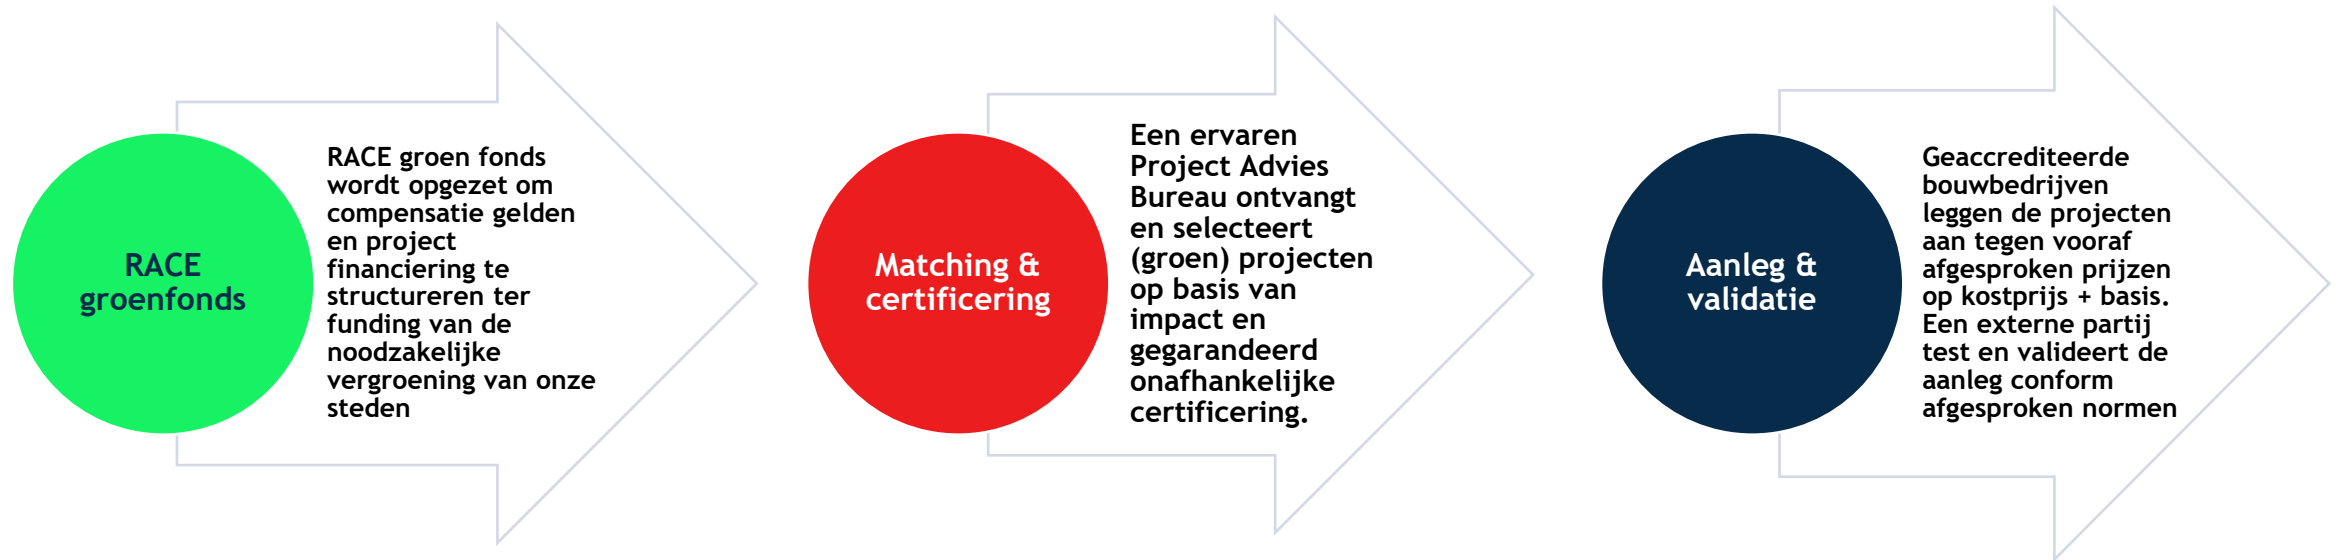 RACE
groenfonds
RACE groen fonds
wordt opgezet om
compensatie gelden
en project
financiering te
structureren ter
funding van de
noodzakelijke
vergroening van onze
steden
Matching &
certificering
Een ervaren
Project Advies
Bureau ontvangt
en selecteert
(groen) projecten
op basis van
impact en
gegarandeerd
onafhankelijke
certificering.
Aanleg &
validatie
Geaccrediteerde
bouwbedrijven
leggen de projecten
aan tegen vooraf
afgesproken prijzen
op kostprijs + basis.
Een externe partij
test en valideert de
aanleg conform
afgesproken normen